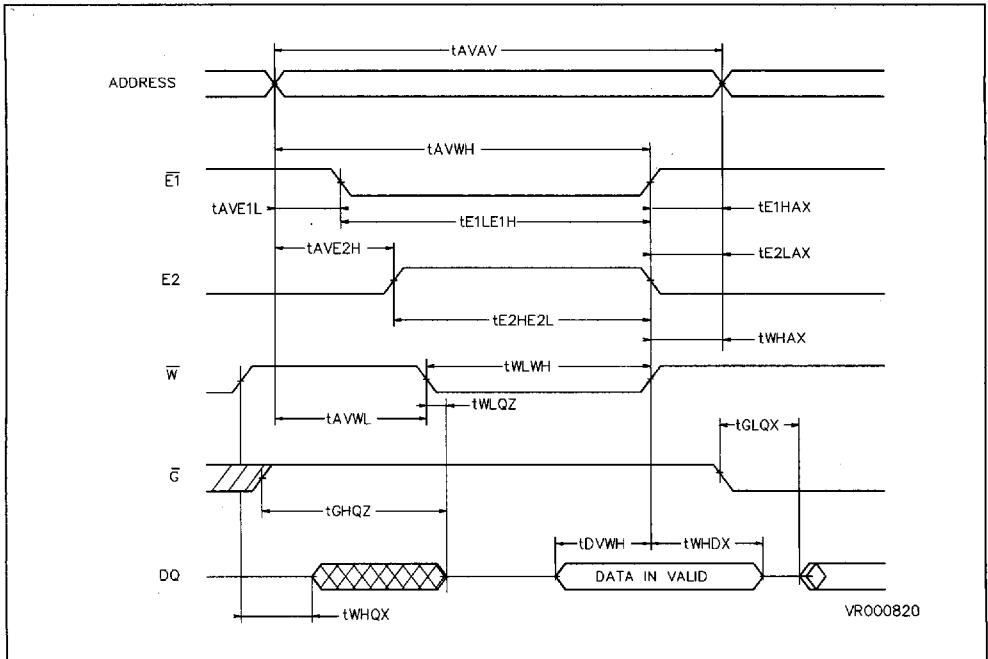 tAVAV
ADDRESS
tAVWH
E1
tAVE1L
tE1HAX
tE1LE1H
tAVE2H
tE2LAX
E2
tE2HE2L
tWHAX
W
tWLWH
tWLQZ
tAVWL
tGLQX
G
tGHQZ
tDVWH
tWHDX
DQ
DATA IN VALID
tWHQX
VR000820